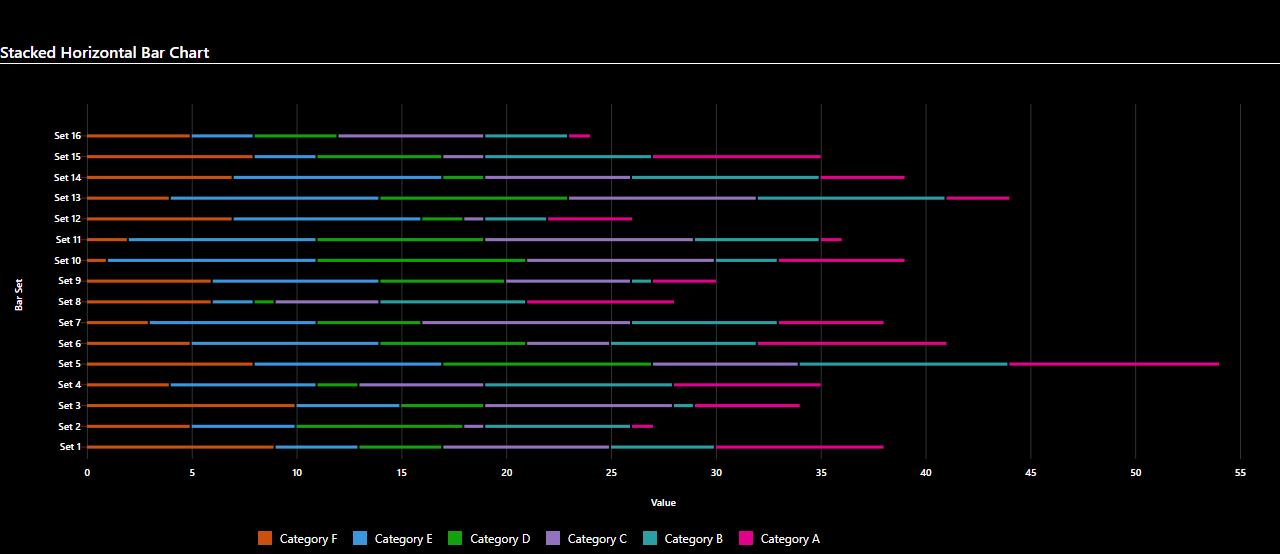 Stacked Horizontal Bar Chart
Set 16
Set 15
Set 14
Set 13
Set 12
Set 11
Set 10
Set 9
Set 8
Set 7
Set 6
Set 5
Set 4
Set 3
Set 2
Set 1
Bar Set
0 5 10 15 20 25 30 35 40 45 50 55
Value
Category F Category E Category D Category C Category B Category A